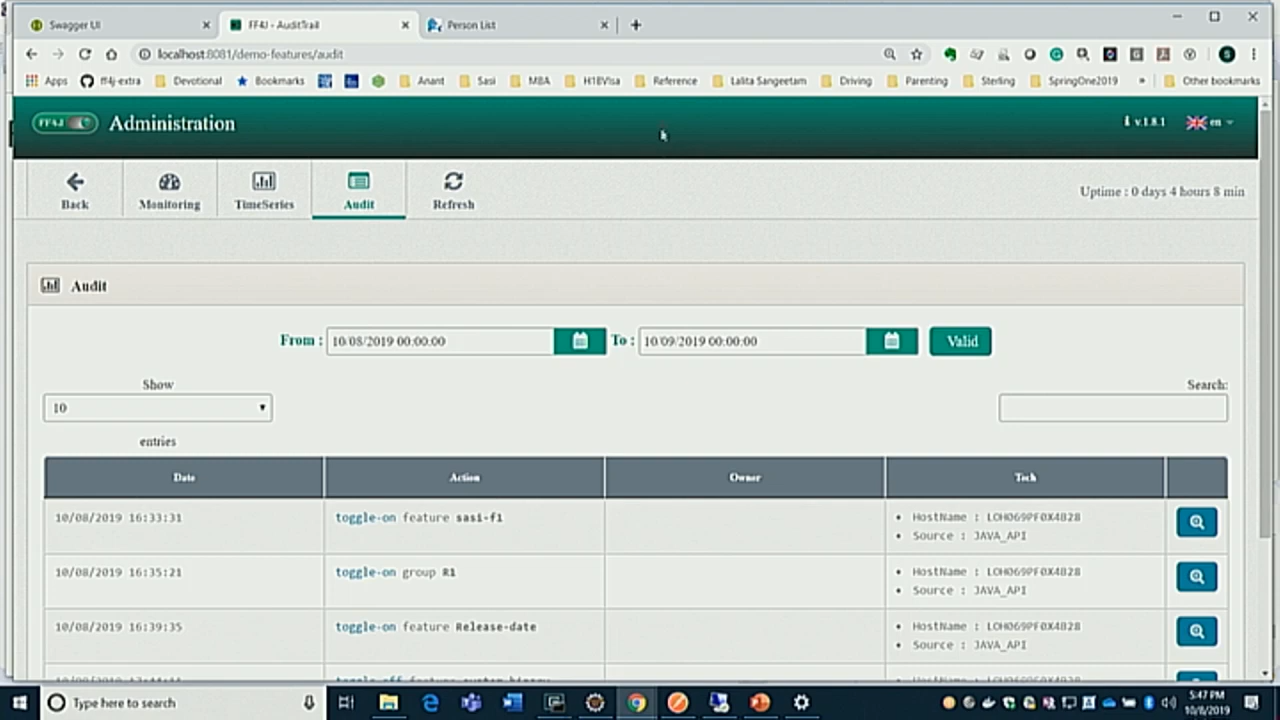 Swagger UI
FF4J - AuditTrail
Person List
localhost:8081/demo-features/audit
Apps
ff4j-extra
Devotional
Bookmarks
Anant
Sasi
MBA
H1BVisa
Reference
Lalita Sangeetam
Driving
Parenting
Sterling
SpringOne2019
»
Other bookmarks
FF4J
Administration
v.1.8.1
en
Back
Monitoring
TimeSeries
Audit
Refresh
Uptime : 0 days 4 hours 8 min
Audit
From :
10/08/2019 00:00:00
To :
10/09/2019 00:00:00
Valid
Show
Search:
10
entries
Date
Action
Owner
Tech
10/08/2019 16:33:31
toggle-on feature sasi-f1
HostName : LCH069PF0X4828
Source : JAVA_API
10/08/2019 16:35:21
toggle-on group R1
HostName : LCH069PF0X4828
Source : JAVA_API
10/08/2019 16:39:35
toggle-on feature Release-date
HostName : LCH069PF0X4828
Source : JAVA_API
Type here to search
5:47 PM
10/8/2019